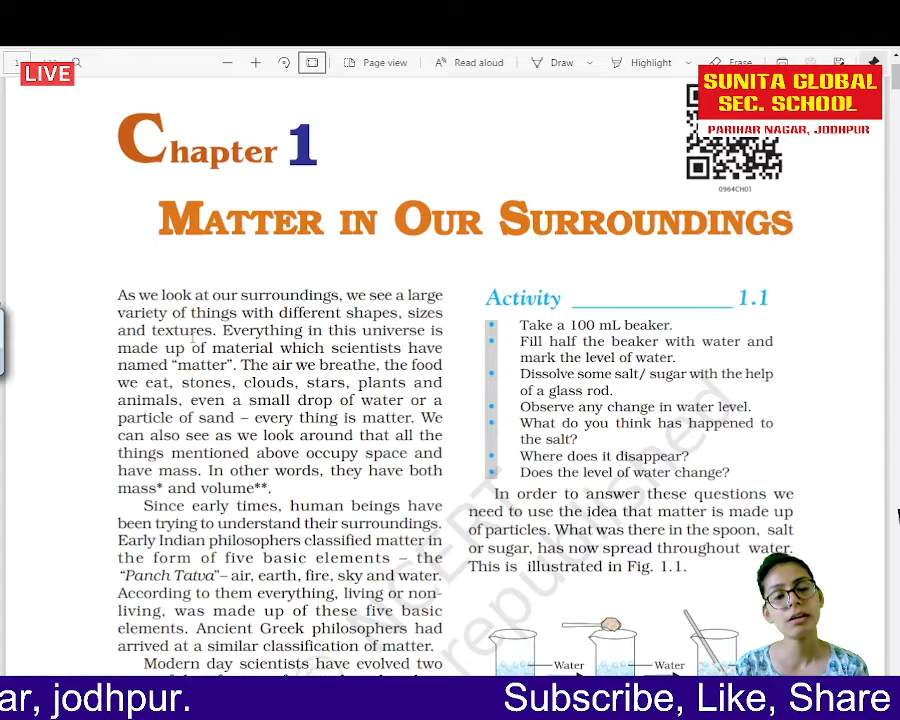 Page view
Read aloud
Draw
Highlight
Erase
LIVE
SUNITA GLOBAL
SEC. SCHOOL
PARIHAR NAGAR, JODHPUR
0964CH01
Chapter 1
MATTER IN OUR SURROUNDINGS
As we look at our surroundings, we see a large
variety of things with different shapes, sizes
and textures. Everything in this universe is
made up of material which scientists have
named “matter”. The air we breathe, the food
we eat, stones, clouds, stars, plants and
animals, even a small drop of water or a
particle of sand – every thing is matter. We
can also see as we look around that all the
things mentioned above occupy space and
have mass. In other words, they have both
mass* and volume**.
Since early times, human beings have
been trying to understand their surroundings.
Early Indian philosophers classified matter in
the form of five basic elements – the
“Panch Tatva”– air, earth, fire, sky and water.
According to them everything, living or non-
living, was made up of these five basic
elements. Ancient Greek philosophers had
arrived at a similar classification of matter.
Modern day scientists have evolved two
Activity 1.1
• Take a 100 mL beaker.
• Fill half the beaker with water and
mark the level of water.
• Dissolve some salt/ sugar with the help
of a glass rod.
• Observe any change in water level.
• What do you think has happened to
the salt?
• Where does it disappear?
• Does the level of water change?
In order to answer these questions we
need to use the idea that matter is made up
of particles. What was there in the spoon, salt
or sugar, has now spread throughout water.
This is illustrated in Fig. 1.1.
Water
Water
NCERT
republished
ar, jodhpur.
Subscribe, Like, Share